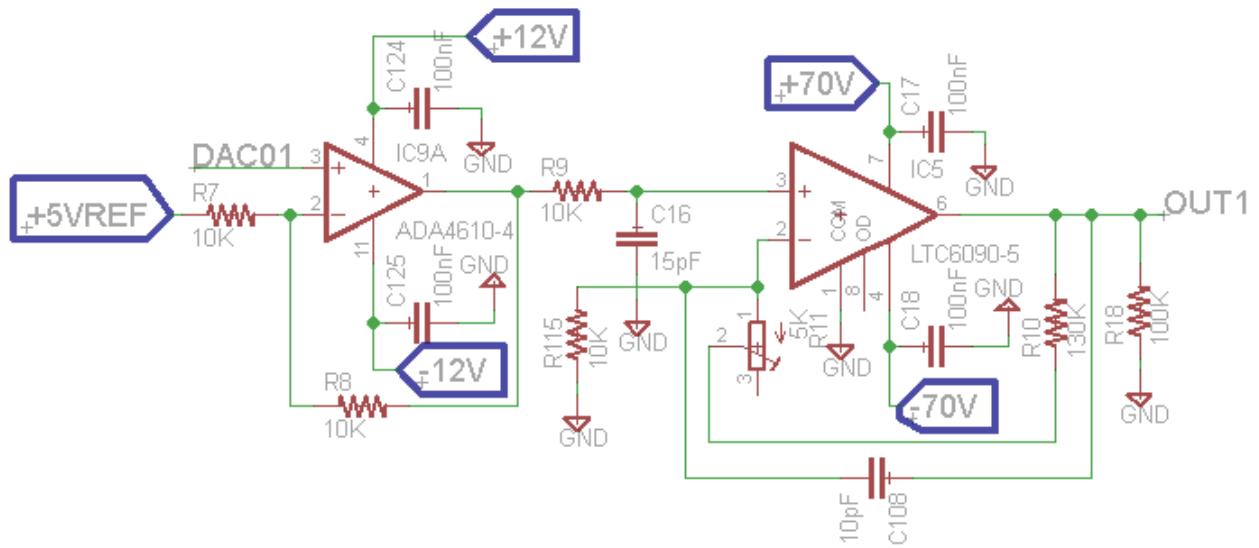 +12V
C124
100nF
4
DAC01
3
+
IC9A
GND
1
+
+5VREF
R7
10K
2
−
11
ADA4610-4
C125
100nF
GND
-12V
R8
10K
R9
10K
C16
15pF
GND
R115
10K
GND
+70V
C17
100nF
7
IC5
GND
3
+
2
−
COM
OD
6
OUT1
LTC6090-5
1
8
4
GND
C18
100nF
GND
-70V
1
2
3
5K
R11
R10
130K
R18
100K
GND
10pF
C108